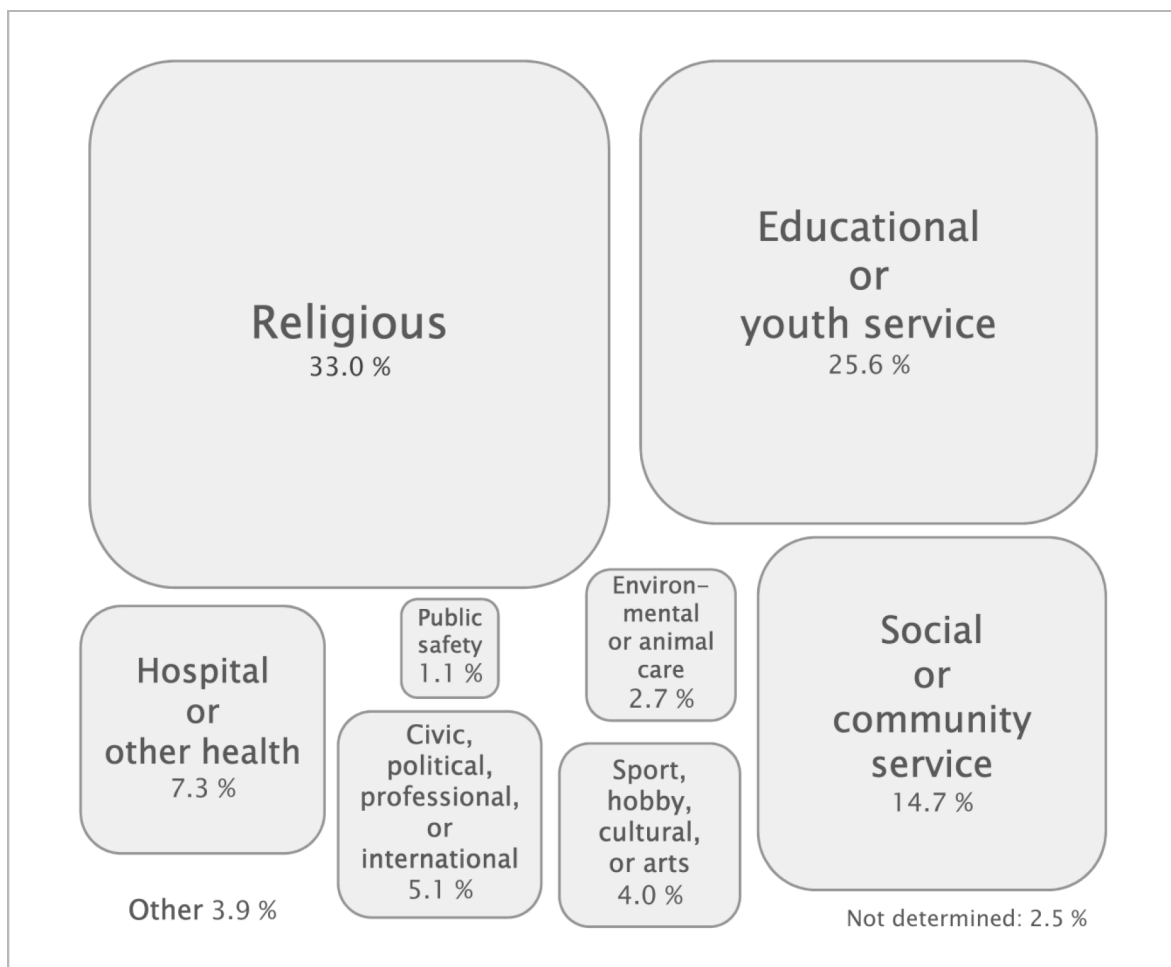 Religious
33.0 %
Educational
or
youth service
25.6 %
Hospital
or
other health
7.3 %
Public
safety
1.1 %
Civic,
political,
professional,
or
international
5.1 %
Environ-
mental
or animal
care
2.7 %
Sport,
hobby,
cultural,
or arts
4.0 %
Social
or
community
service
14.7 %
Other 3.9 %
Not determined: 2.5 %